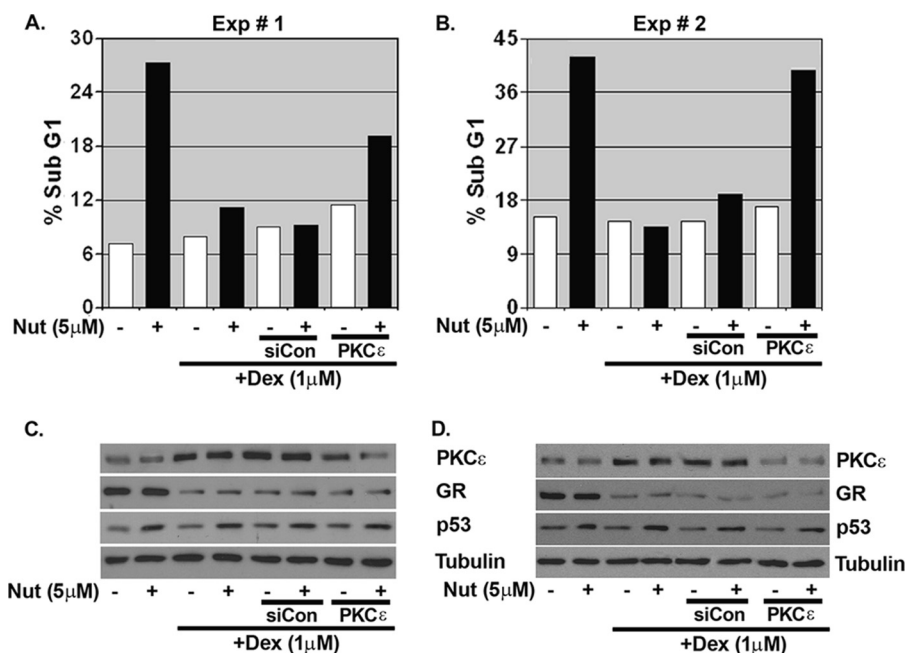 A. Exp # 1
30
24
18
12
6
0
% Sub G1
Nut (5μM) - + - + - + - +
siCon PKCε
+Dex (1μM)
B. Exp # 2
45
36
27
18
9
0
% Sub G1
Nut (5μM) - + - + - + - +
siCon PKCε
+Dex (1μM)
C.
PKCε
GR
p53
Tubulin
Nut (5μM) - + - + - + - +
siCon PKCε
+Dex (1μM)
D.
PKCε
GR
p53
Tubulin
Nut (5μM) - + - + - + - +
siCon PKCε
+Dex (1μM)